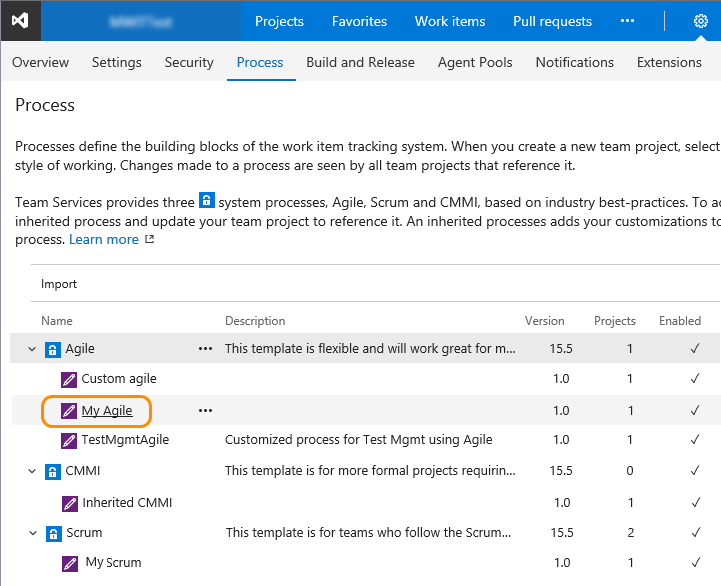 Projects Favorites Work items Pull requests ···
Overview Settings Security Process Build and Release Agent Pools Notifications Extensions
Process
Processes define the building blocks of the work item tracking system. When you create a new team project, select
style of working. Changes made to a process are seen by all team projects that reference it.
Team Services provides three system processes, Agile, Scrum and CMMI, based on industry best-practices. To
inherited process and update your team project to reference it. An inherited processes adds your customizations to
process. Learn more
Import
Name Description Version Projects Enabled
Agile ··· This template is flexible and will work great for m... 15.5 1 ✓
Custom agile 1.0 1 ✓
My Agile ··· 1.0 1 ✓
TestMgmtAgile Customized process for Test Mgmt using Agile 1.0 1 ✓
CMMI This template is for more formal projects requirin... 15.5 0 ✓
Inherited CMMI 1.0 1 ✓
Scrum This template is for teams who follow the Scrum... 15.5 2 ✓
My Scrum 1.0 1 ✓